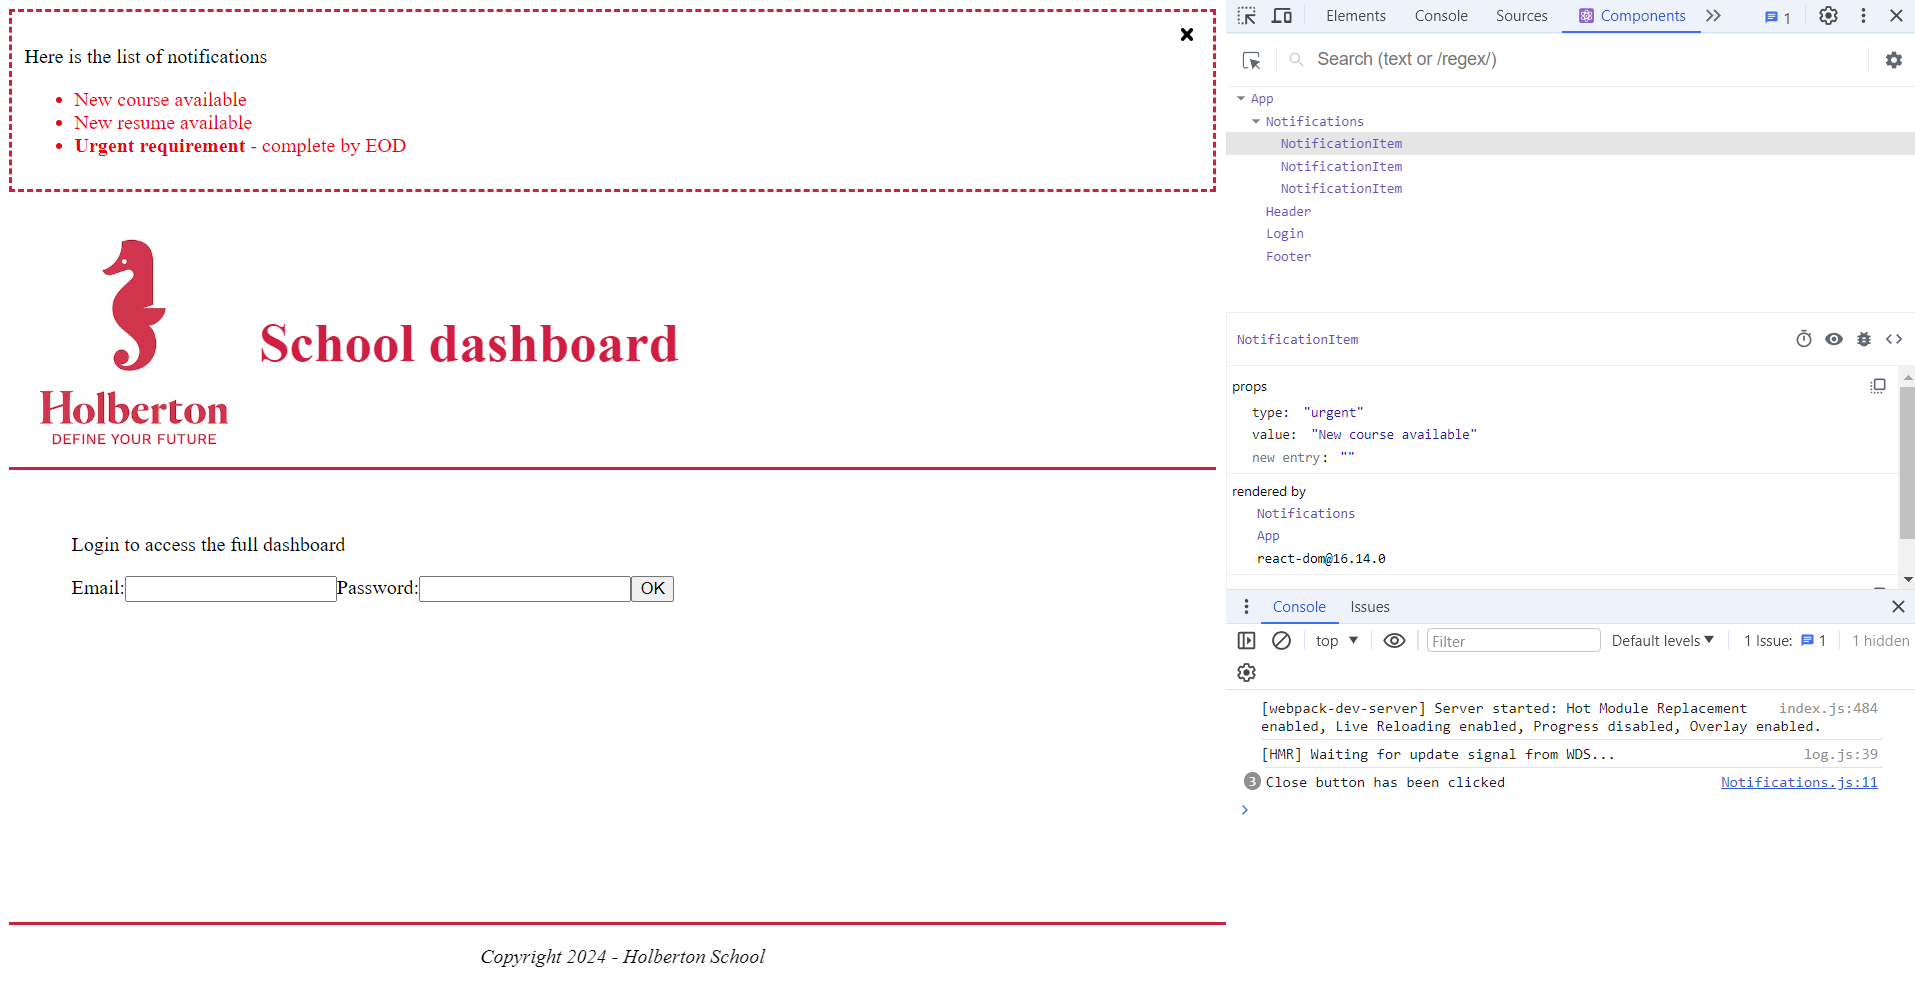 Here is the list of notifications
New course available
New resume available
Urgent requirement - complete by EOD
School dashboard
Holberton
DEFINE YOUR FUTURE
Login to access the full dashboard
Email: Password: OK
Copyright 2024 - Holberton School
Elements Console Sources Components 1
Search (text or /regex/)
App
Notifications
NotificationItem
NotificationItem
NotificationItem
Header
Login
Footer
NotificationItem
props
type: "urgent"
value: "New course available"
new entry: ""
rendered by
Notifications
App
react-dom@16.14.0
Console Issues
top Filter Default levels 1 Issue: 1 1 hidden
[webpack-dev-server] Server started: Hot Module Replacement index.js:484
enabled, Live Reloading enabled, Progress disabled, Overlay enabled.
[HMR] Waiting for update signal from WDS... log.js:39
3 Close button has been clicked Notifications.js:11